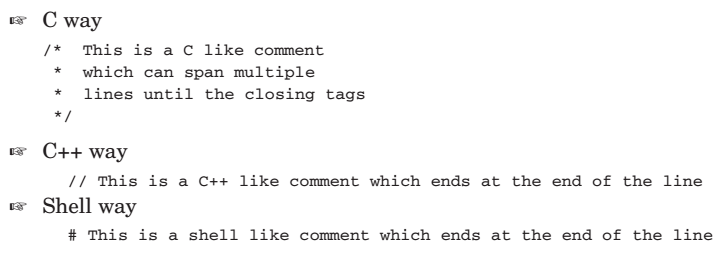 ☞ C way
/* This is a C like comment
* which can span multiple
* lines until the closing tags
*/
☞ C++ way
// This is a C++ like comment which ends at the end of the line
☞ Shell way
# This is a shell like comment which ends at the end of the line